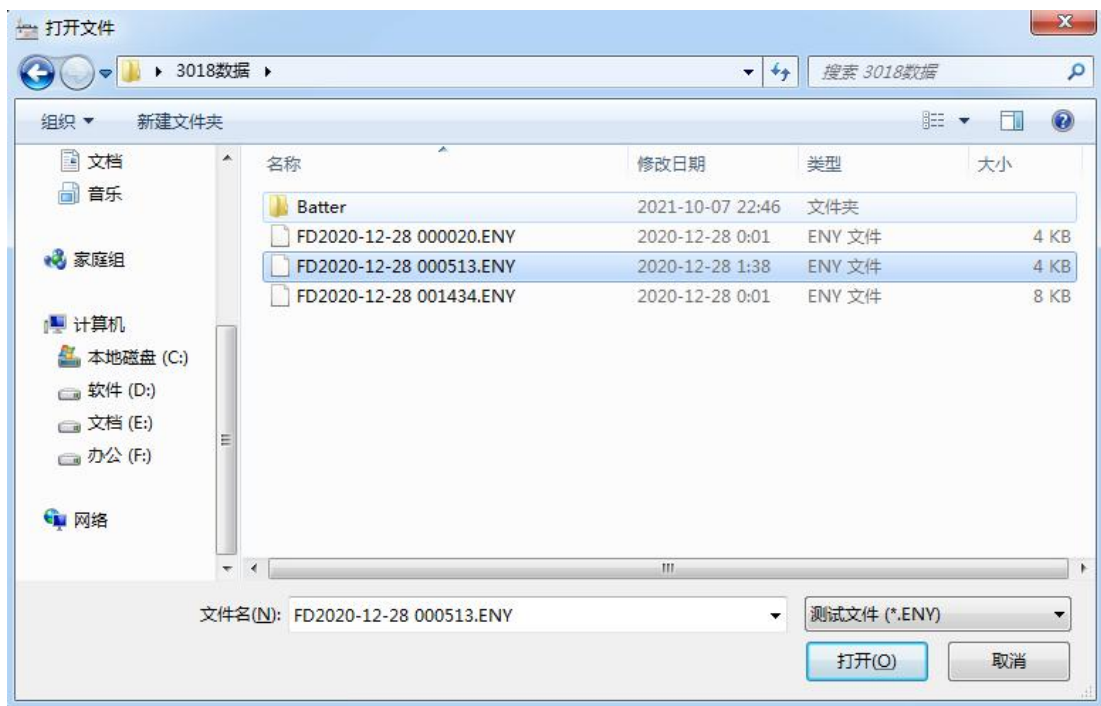 打开文件
3018数据
搜索 3018数据
组织 新建文件夹
文档
音乐
家庭组
计算机
本地磁盘 (C:)
软件 (D:)
文档 (E:)
办公 (F:)
网络
名称 修改日期 类型 大小
Batter 2021-10-07 22:46 文件夹
FD2020-12-28 000020.ENY 2020-12-28 0:01 ENY 文件 4 KB
FD2020-12-28 000513.ENY 2020-12-28 1:38 ENY 文件 4 KB
FD2020-12-28 001434.ENY 2020-12-28 0:01 ENY 文件 8 KB
文件名(N): FD2020-12-28 000513.ENY 测试文件 (*.ENY)
打开(O) 取消